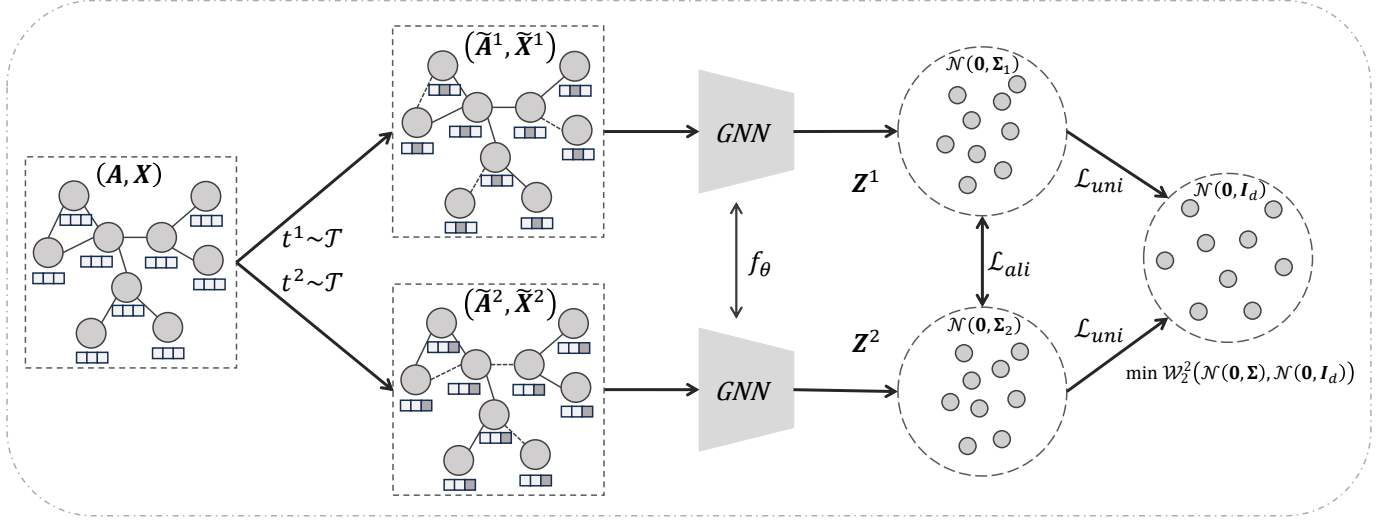 (A, X)
t¹~𝒯
t²~𝒯
(Ã¹, X̃¹)
(Ã², X̃²)
GNN
f_θ
GNN
Z¹
Z²
𝒩(0, Σ₁)
ℒ_ali
𝒩(0, Σ₂)
ℒ_uni
ℒ_uni
𝒩(0, I_d)
min 𝒲₂²(𝒩(0, Σ), 𝒩(0, I_d))